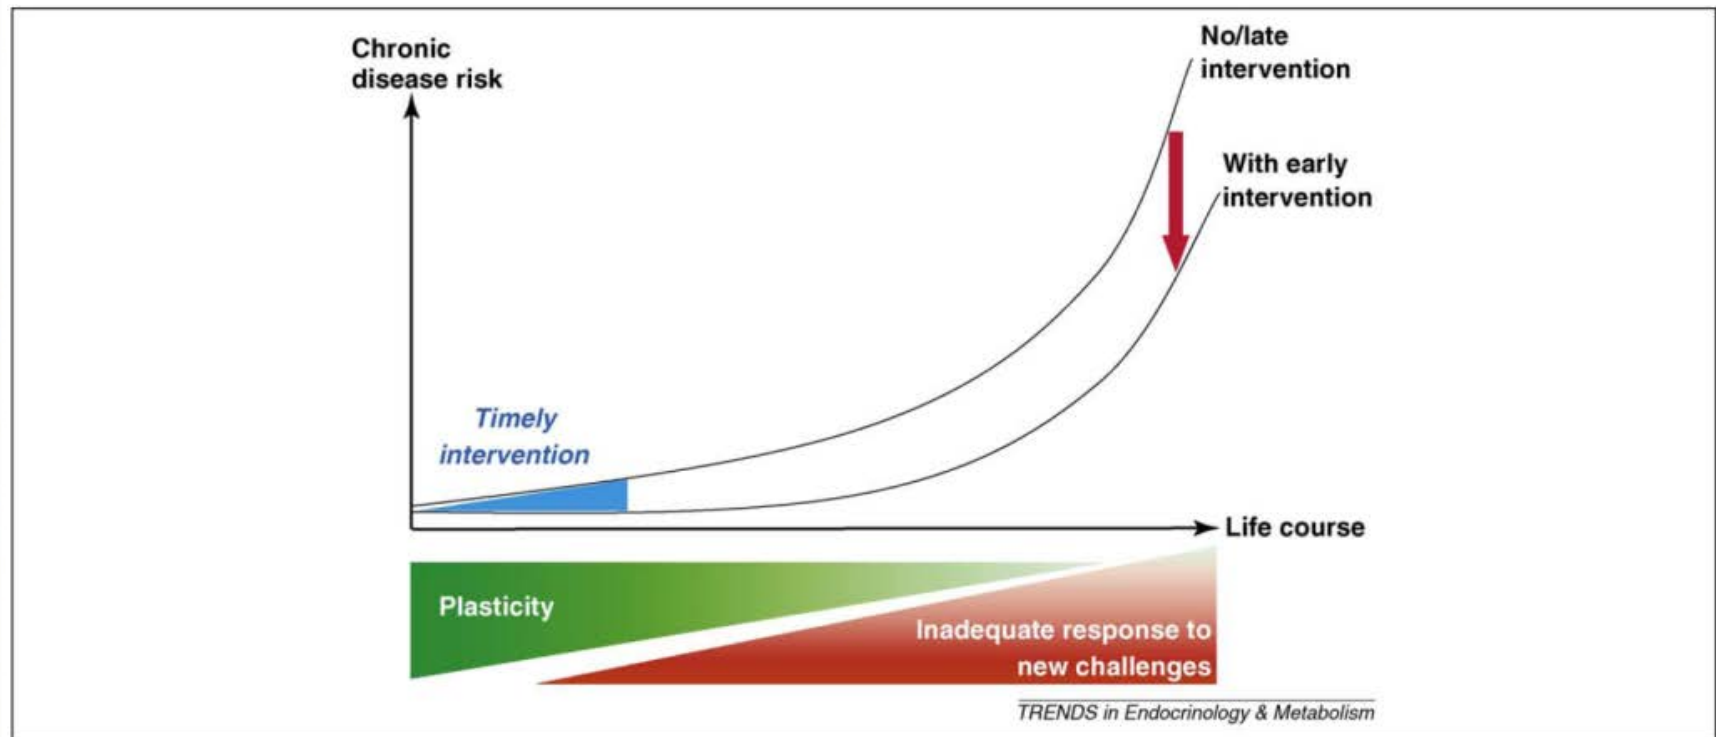 Chronic
disease risk
No/late
intervention
With early
intervention
Timely
intervention
Life course
Plasticity
Inadequate response to
new challenges
TRENDS in Endocrinology & Metabolism